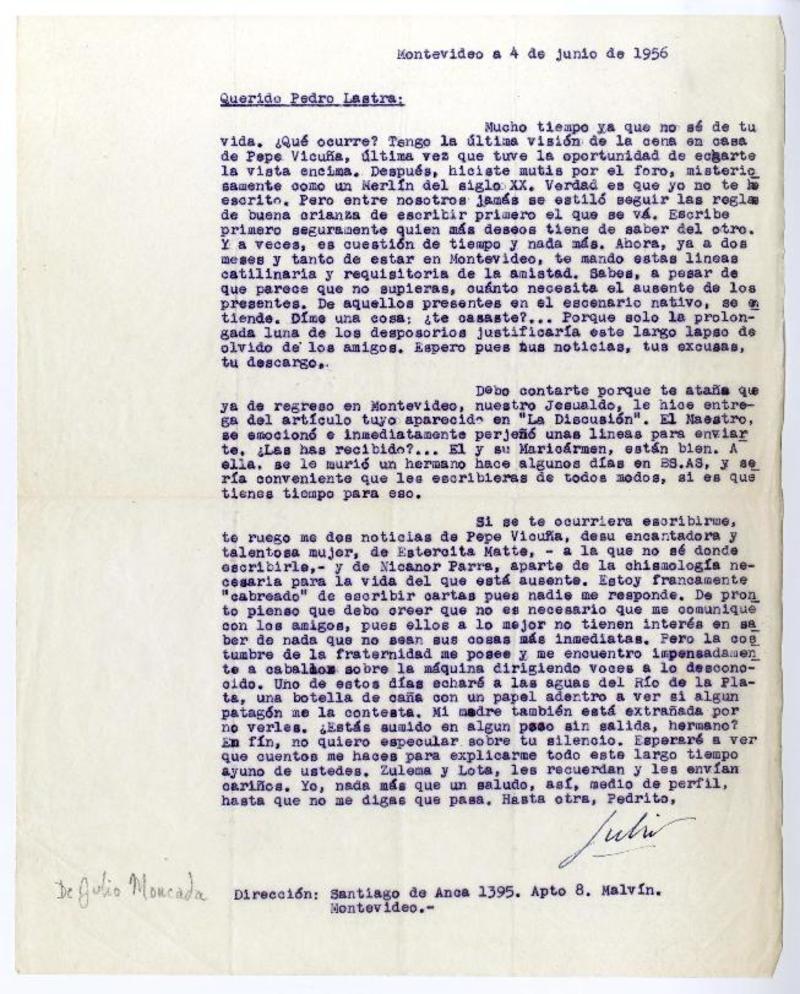 Montevideo a 4 de junio de 1956
Querido Pedro Lastra:
Mucho tiempo ya que no sé de tu
vida. ¿Qué ocurre? Tengo la última visión de la cena en casa
de Pepe Vicuña, última vez que tuve la oportunidad de echarte
la vista encima. Después, hiciste mutis por el foro, misterio
samente como un Merlín del siglo XX. Verdad es que yo no te he
escrito. Pero entre nosotros jamás se estiló seguir las reglas
de buena crianza de escribir primero el que se vá. Escribe
primero seguramente quien más deseos tiene de saber del otro.
Y a veces, es cuestión de tiempo y nada más. Ahora, ya a dos
meses y tanto de estar en Montevideo, te mando estas lineas
catilinaria y requisitoria de la amistad. Sabes, a pesar de
que parece que no supieras, cuánto necesita el ausente de los
presentes. De aquellos presentes en el escenario nativo, se en
tiende. Díme una cosa: ¿te casaste?... Porque solo la prolon-
gada luna de los desposorios justificaría este largo lapso de
olvido de los amigos. Espero pues tus noticias, tus excusas,
tu descargo.
Debo contarte porque te ataña que
ya de regreso en Montevideo, nuestro Jesualdo, le hice entre-
ga del artículo tuyo aparecido en "La Discusión". El Maestro,
se emocionó e inmediatamente perjeñó unas lineas para enviar
te. ¿Las has recibido?... El y su Maricármen, están bien. A
ella, se le murió un hermano hace algunos días en BS.AS, y se
ría conveniente que les escribieras de todos modos, si es que
tienes tiempo para eso.
Si se te ocurriera escribirme,
te ruego me dos noticias de Pepe Vicuña, desu encantadora y
talentosa mujer, de Estercita Matte, - a la que no sé donde
escribirle,- y de Nicanor Parra, aparte de la chismología ne-
cesaria para la vida del que está ausente. Estoy francamente
"cabreado" de escribir cartas pues nadie me responde. De pron
to pienso que debo creer que no es necesario que me comunique
con los amigos, pues ellos a lo mejor no tienen interés en sa
ber de nada que no sean sus cosas más inmediatas. Pero la cos
tumbre de la fraternidad me posee y me encuentro impensadamen
te a caballo sobre la máquina dirigiendo voces a lo descono-
cido. Uno de estos días echaré a las aguas del Río de la Pla-
ta, una botella de caña con un papel adentro a ver si algun
patagón me la contesta. Mi madre también está extrañada por
no verles. ¿Estás sumido en algun pozo sin salida, hermano?
En fín, no quiero especular sobre tu silencio. Esperaré a ver
que cuentos me haces para explicarme todo este largo tiempo
ayuno de ustedes. Zulema y Lota, les recuerdan y les envían
cariños. Yo, nada más que un saludo, así, medio de perfil,
hasta que no me digas que pasa. Hasta otra, Pedrito,
Julio
De Julio Moncada
Dirección: Santiago de Anca 1395. Apto 8. Malvín.
Montevideo.-